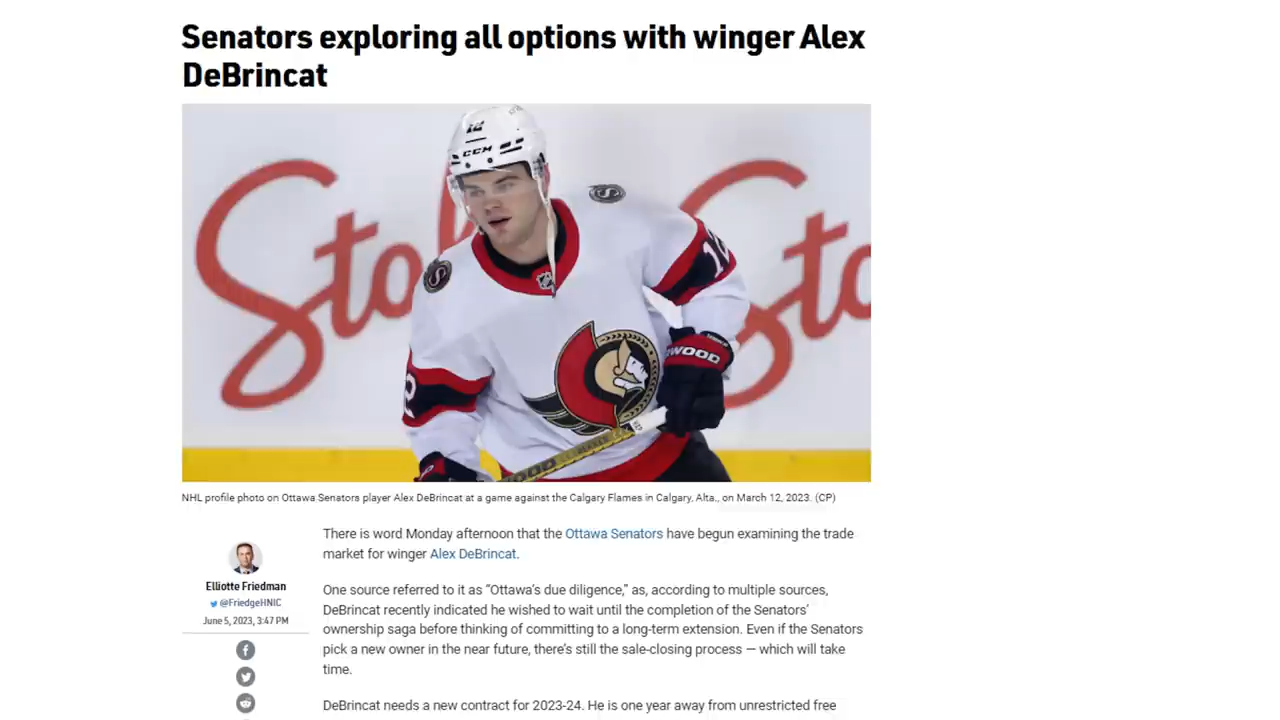 Senators exploring all options with winger Alex
DeBrincat
12
CCM
12
WOOD
2
NHL profile photo on Ottawa Senators player Alex DeBrincat at a game against the Calgary Flames in Calgary, Alta., on March 12, 2023. (CP)
Elliotte Friedman
@FriedgeHNIC
June 5, 2023, 3:47 PM
There is word Monday afternoon that the Ottawa Senators have begun examining the trade
market for winger Alex DeBrincat.
One source referred to it as “Ottawa’s due diligence,” as, according to multiple sources,
DeBrincat recently indicated he wished to wait until the completion of the Senators’
ownership saga before thinking of committing to a long-term extension. Even if the Senators
pick a new owner in the near future, there’s still the sale-closing process — which will take
time.
DeBrincat needs a new contract for 2023-24. He is one year away from unrestricted free